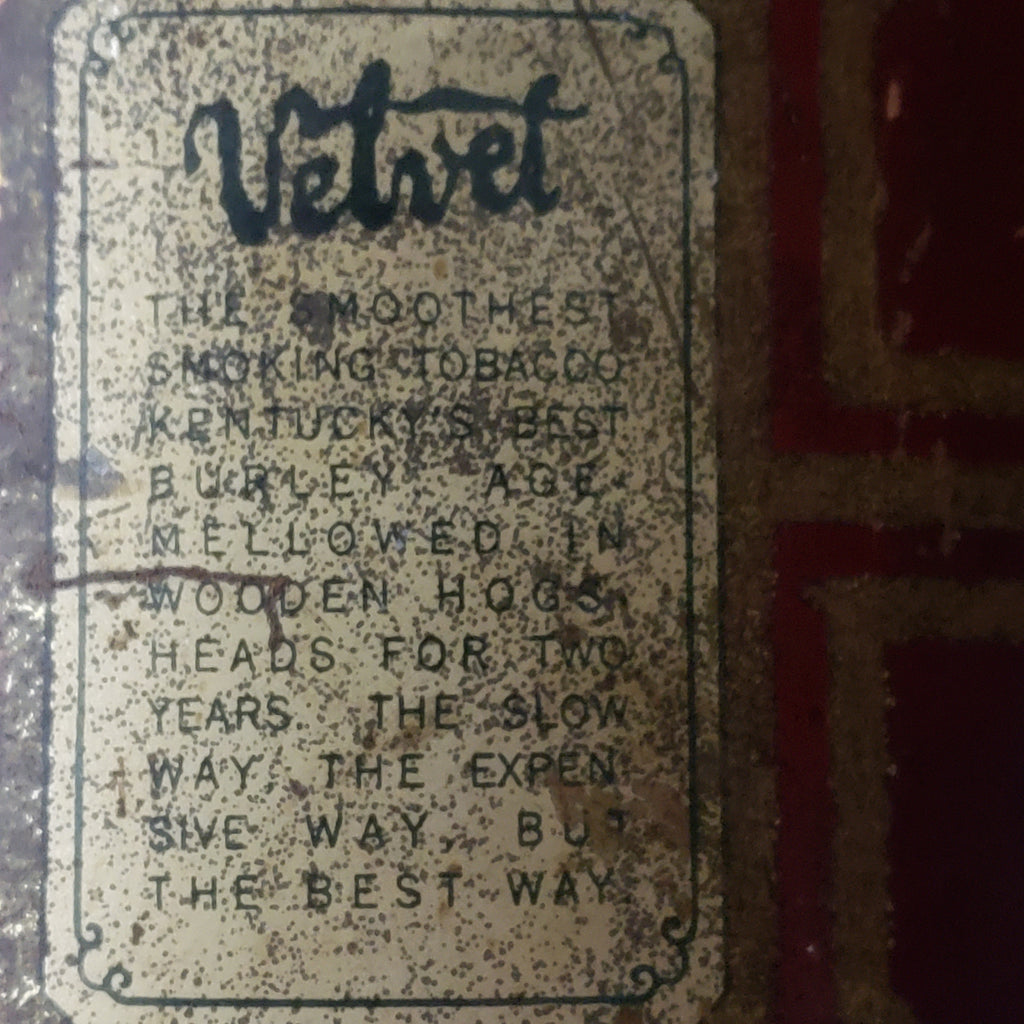 Velvet
THE SMOOTHEST
SMOKING TOBACCO
KENTUCKY'S BEST
BURLEY AGE-
MELLOWED IN
WOODEN HOGS-
HEADS FOR TWO
YEARS. THE SLOW
WAY, THE EXPEN
SIVE WAY, BUT
THE BEST WAY.